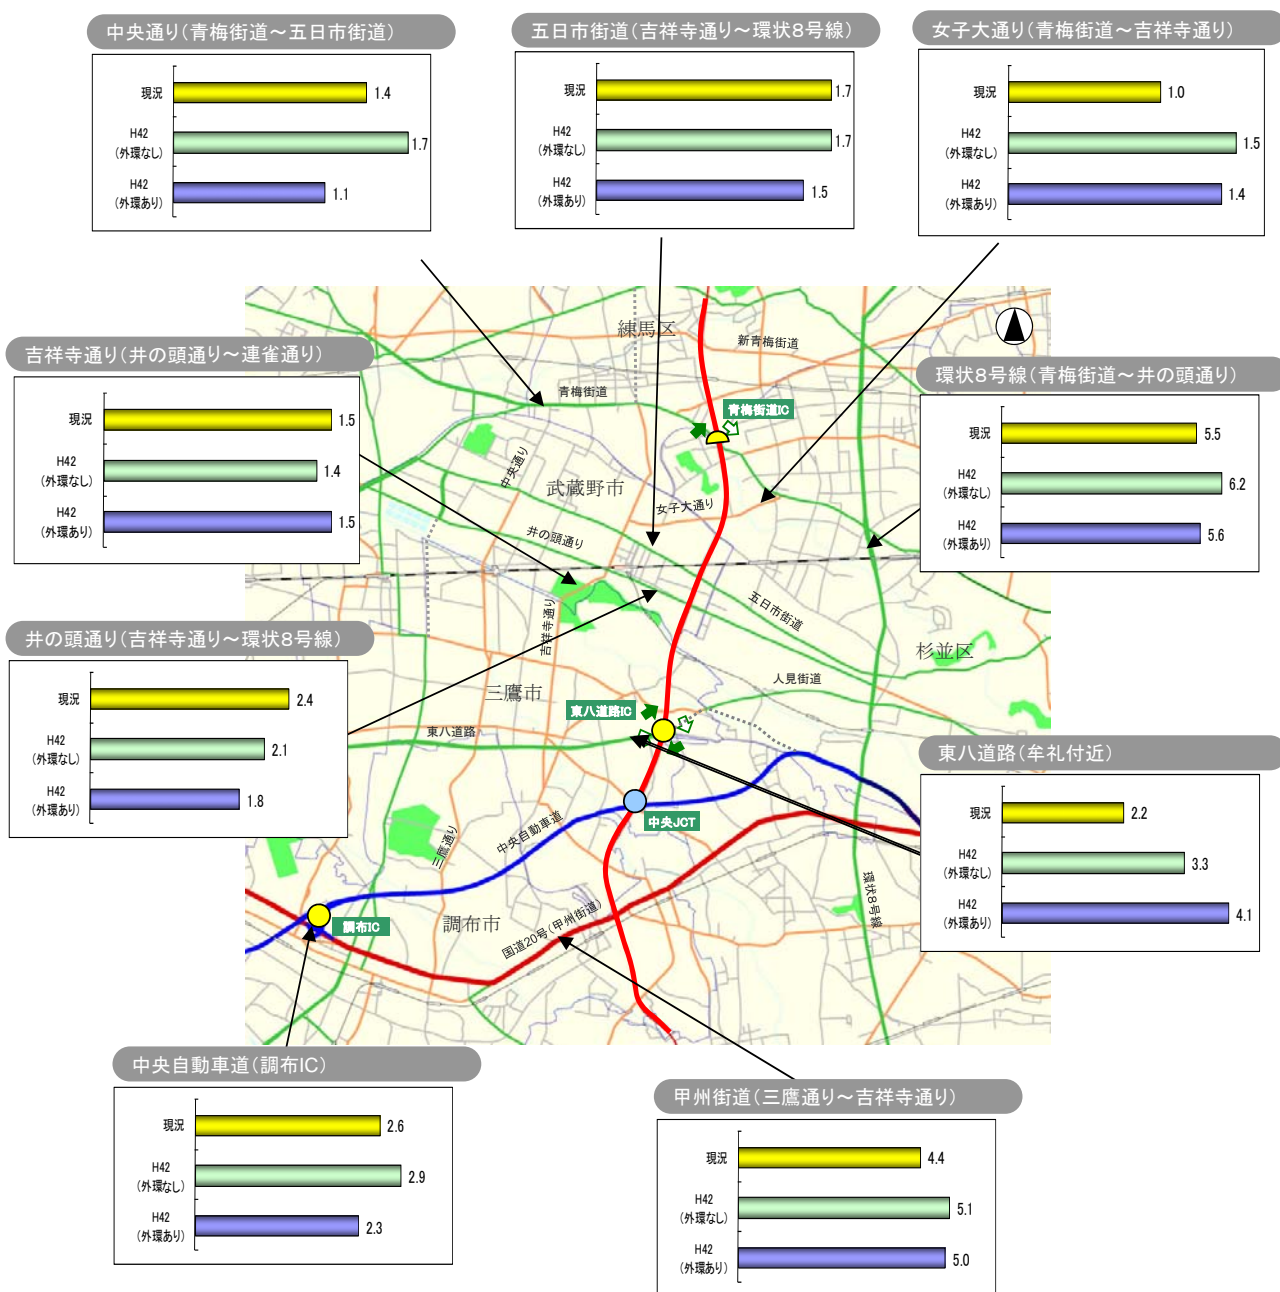 中央通り(青梅街道～五日市街道)
現況
1.4
H42
(外環なし)
1.7
H42
(外環あり)
1.1
五日市街道(吉祥寺通り～環状8号線)
現況
1.7
H42
(外環なし)
1.7
H42
(外環あり)
1.5
女子大通り(青梅街道～吉祥寺通り)
現況
1.0
H42
(外環なし)
1.5
H42
(外環あり)
1.4
吉祥寺通り(井の頭通り～連雀通り)
現況
1.5
H42
(外環なし)
1.4
H42
(外環あり)
1.5
環状8号線(青梅街道～井の頭通り)
現況
5.5
H42
(外環なし)
6.2
H42
(外環あり)
5.6
井の頭通り(吉祥寺通り～環状8号線)
現況
2.4
H42
(外環なし)
2.1
H42
(外環あり)
1.8
東八道路(牟礼付近)
現況
2.2
H42
(外環なし)
3.3
H42
(外環あり)
4.1
中央自動車道(調布IC)
現況
2.6
H42
(外環なし)
2.9
H42
(外環あり)
2.3
甲州街道(三鷹通り～吉祥寺通り)
現況
4.4
H42
(外環なし)
5.1
H42
(外環あり)
5.0
練馬区
新青梅街道
青梅街道
青梅街道IC
中央通り
武蔵野市
女子大通り
井の頭通り
五日市街道
吉祥寺通り
杉並区
人見街道
三鷹市
東八道路IC
東八道路
中央JCT
中央自動車道
三鷹通り
環状8号線
調布IC
調布市
国道20号(甲州街道)